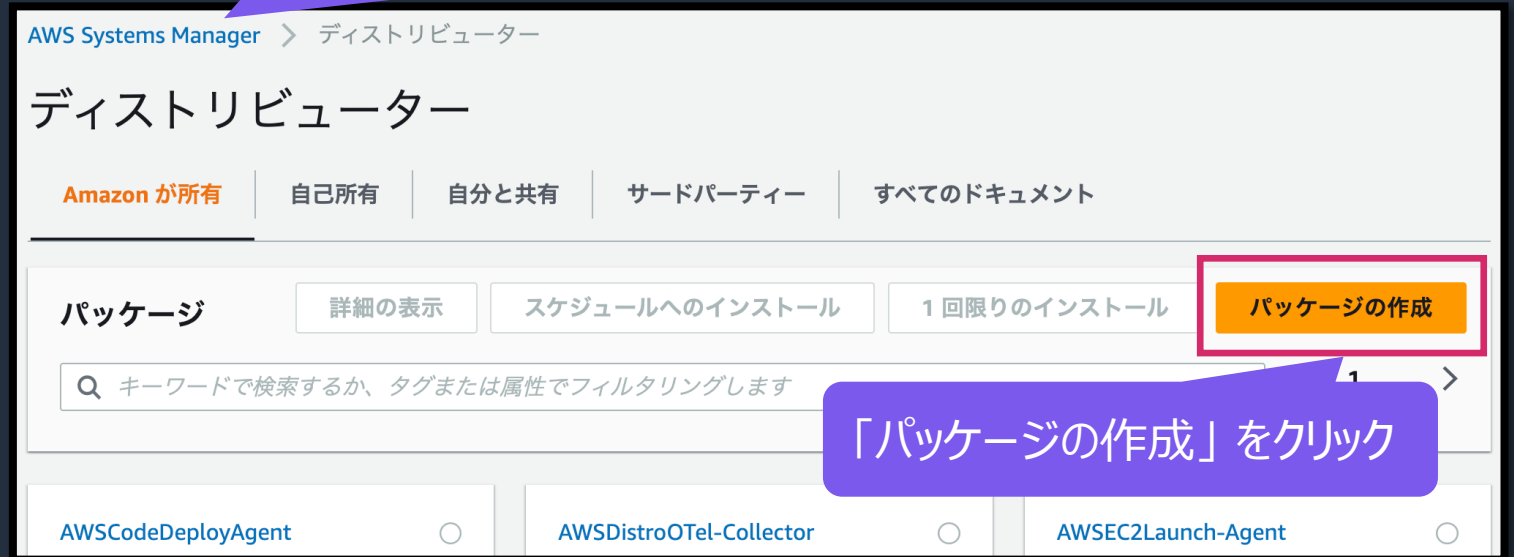 AWS Systems Manager > ディストリビューター
ディストリビューター
Amazon が所有 自己所有 自分と共有 サードパーティー すべてのドキュメント
パッケージ 詳細の表示 スケジュールへのインストール 1 回限りのインストール パッケージの作成
キーワードで検索するか、タグまたは属性でフィルタリングします 1 >
「パッケージの作成」をクリック
AWSCodeDeployAgent AWSDistroOTel-Collector AWSEC2Launch-Agent